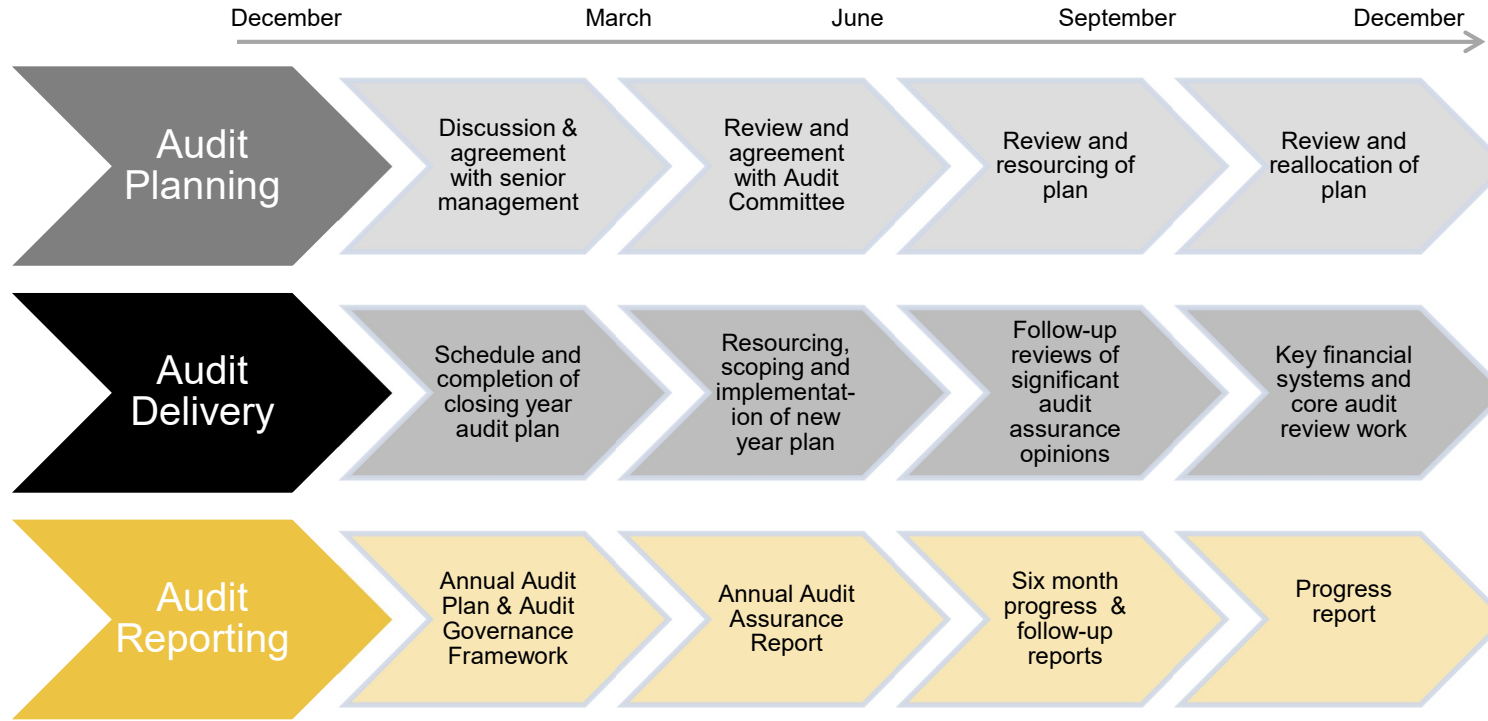 December March June September December
Audit
Planning
Discussion &
agreement
with senior
management
Review and
agreement
with Audit
Committee
Review and
resourcing of
plan
Review and
reallocation of
plan
Audit
Delivery
Schedule and
completion of
closing year
audit plan
Resourcing,
scoping and
implementat-
ion of new
year plan
Follow-up
reviews of
significant
audit
assurance
opinions
Key financial
systems and
core audit
review work
Audit
Reporting
Annual Audit
Plan & Audit
Governance
Framework
Annual Audit
Assurance
Report
Six month
progress &
follow-up
reports
Progress
report